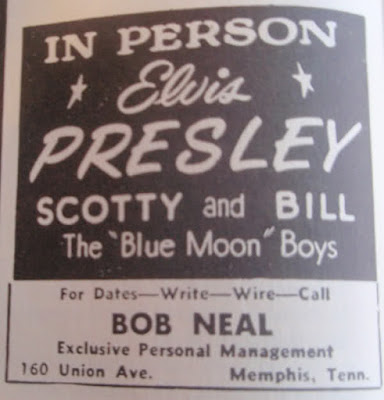 IN PERSON
Elvis
PRESLEY
SCOTTY and BILL
The "Blue Moon" Boys
For Dates—Write—Wire—Call
BOB NEAL
Exclusive Personal Management
160 Union Ave. Memphis, Tenn.